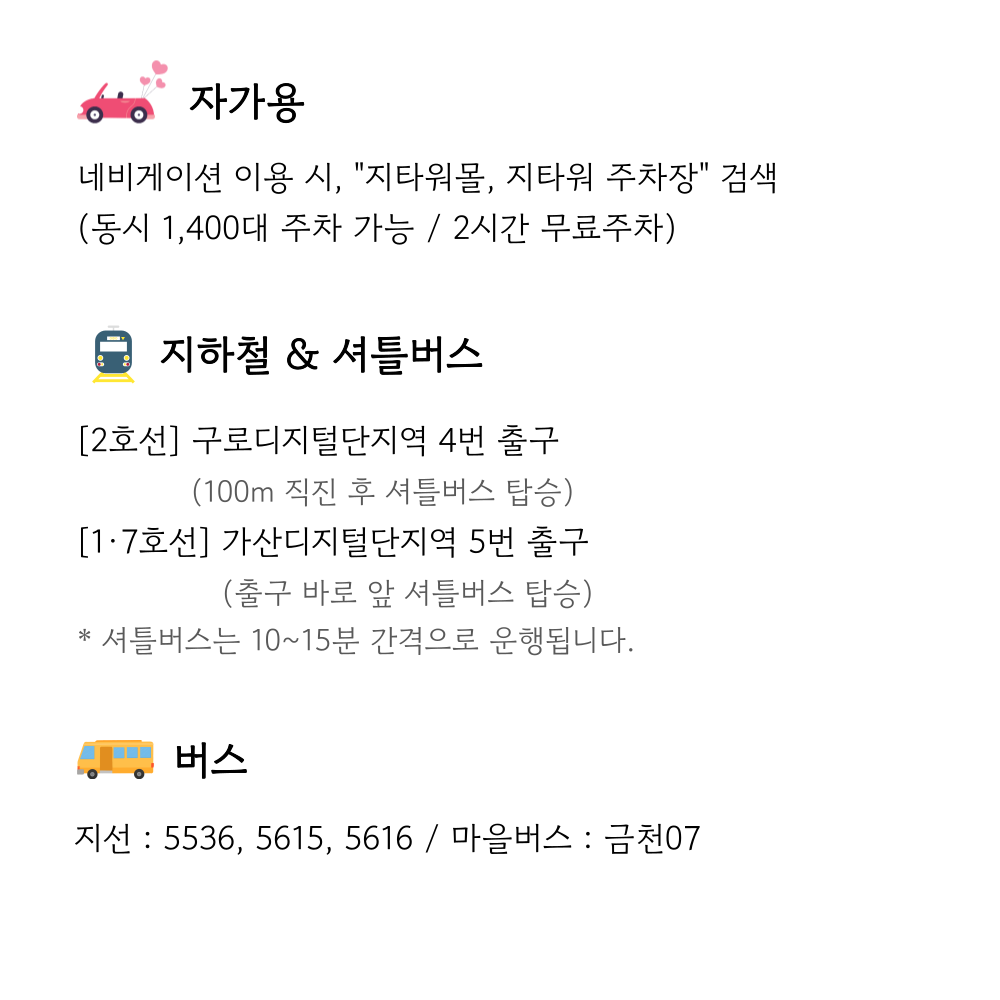 자가용
네비게이션 이용 시, "지타워몰, 지타워 주차장" 검색
(동시 1,400대 주차 가능 / 2시간 무료주차)
지하철 & 셔틀버스
[2호선] 구로디지털단지역 4번 출구
(100m 직진 후 셔틀버스 탑승)
[1·7호선] 가산디지털단지역 5번 출구
(출구 바로 앞 셔틀버스 탑승)
* 셔틀버스는 10~15분 간격으로 운행됩니다.
버스
지선 : 5536, 5615, 5616 / 마을버스 : 금천07